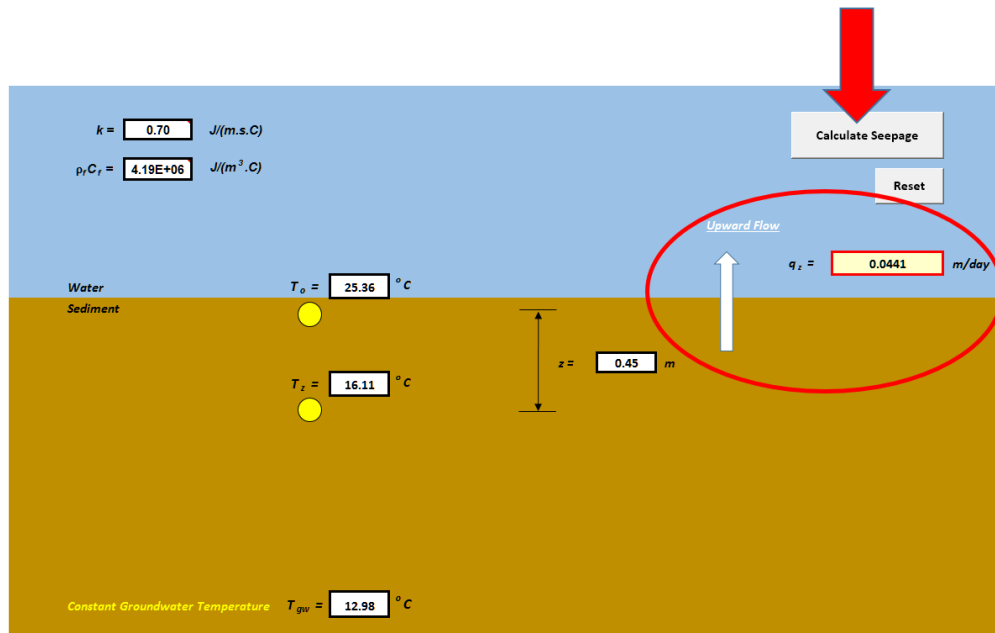 k = 0.70 J/(m.s.C)
Calculate Seepage
ρfCf = 4.19E+06 J/(m³.C)
Reset
Upward Flow
qz = 0.0441 m/day
Water To = 25.36 °C
Sediment
z = 0.45 m
Tz = 16.11 °C
Constant Groundwater Temperature Tgw = 12.98 °C